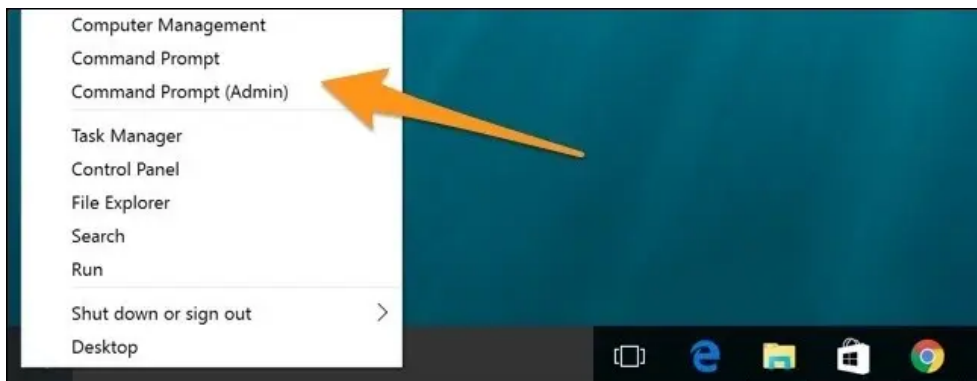 Computer Management
Command Prompt
Command Prompt (Admin)
Task Manager
Control Panel
File Explorer
Search
Run
Shut down or sign out
Desktop